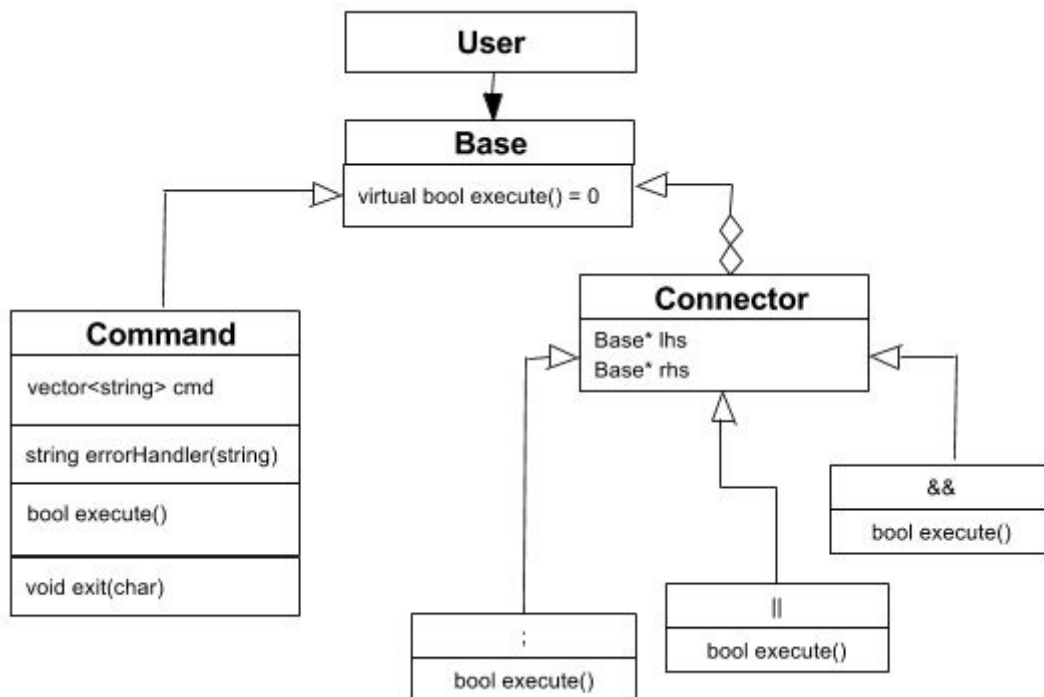 User
Base
virtual bool execute() = 0
Command
vector<string> cmd
string errorHandler(string)
bool execute()
void exit(char)
Connector
Base* lhs
Base* rhs
;
bool execute()
||
bool execute()
&&
bool execute()